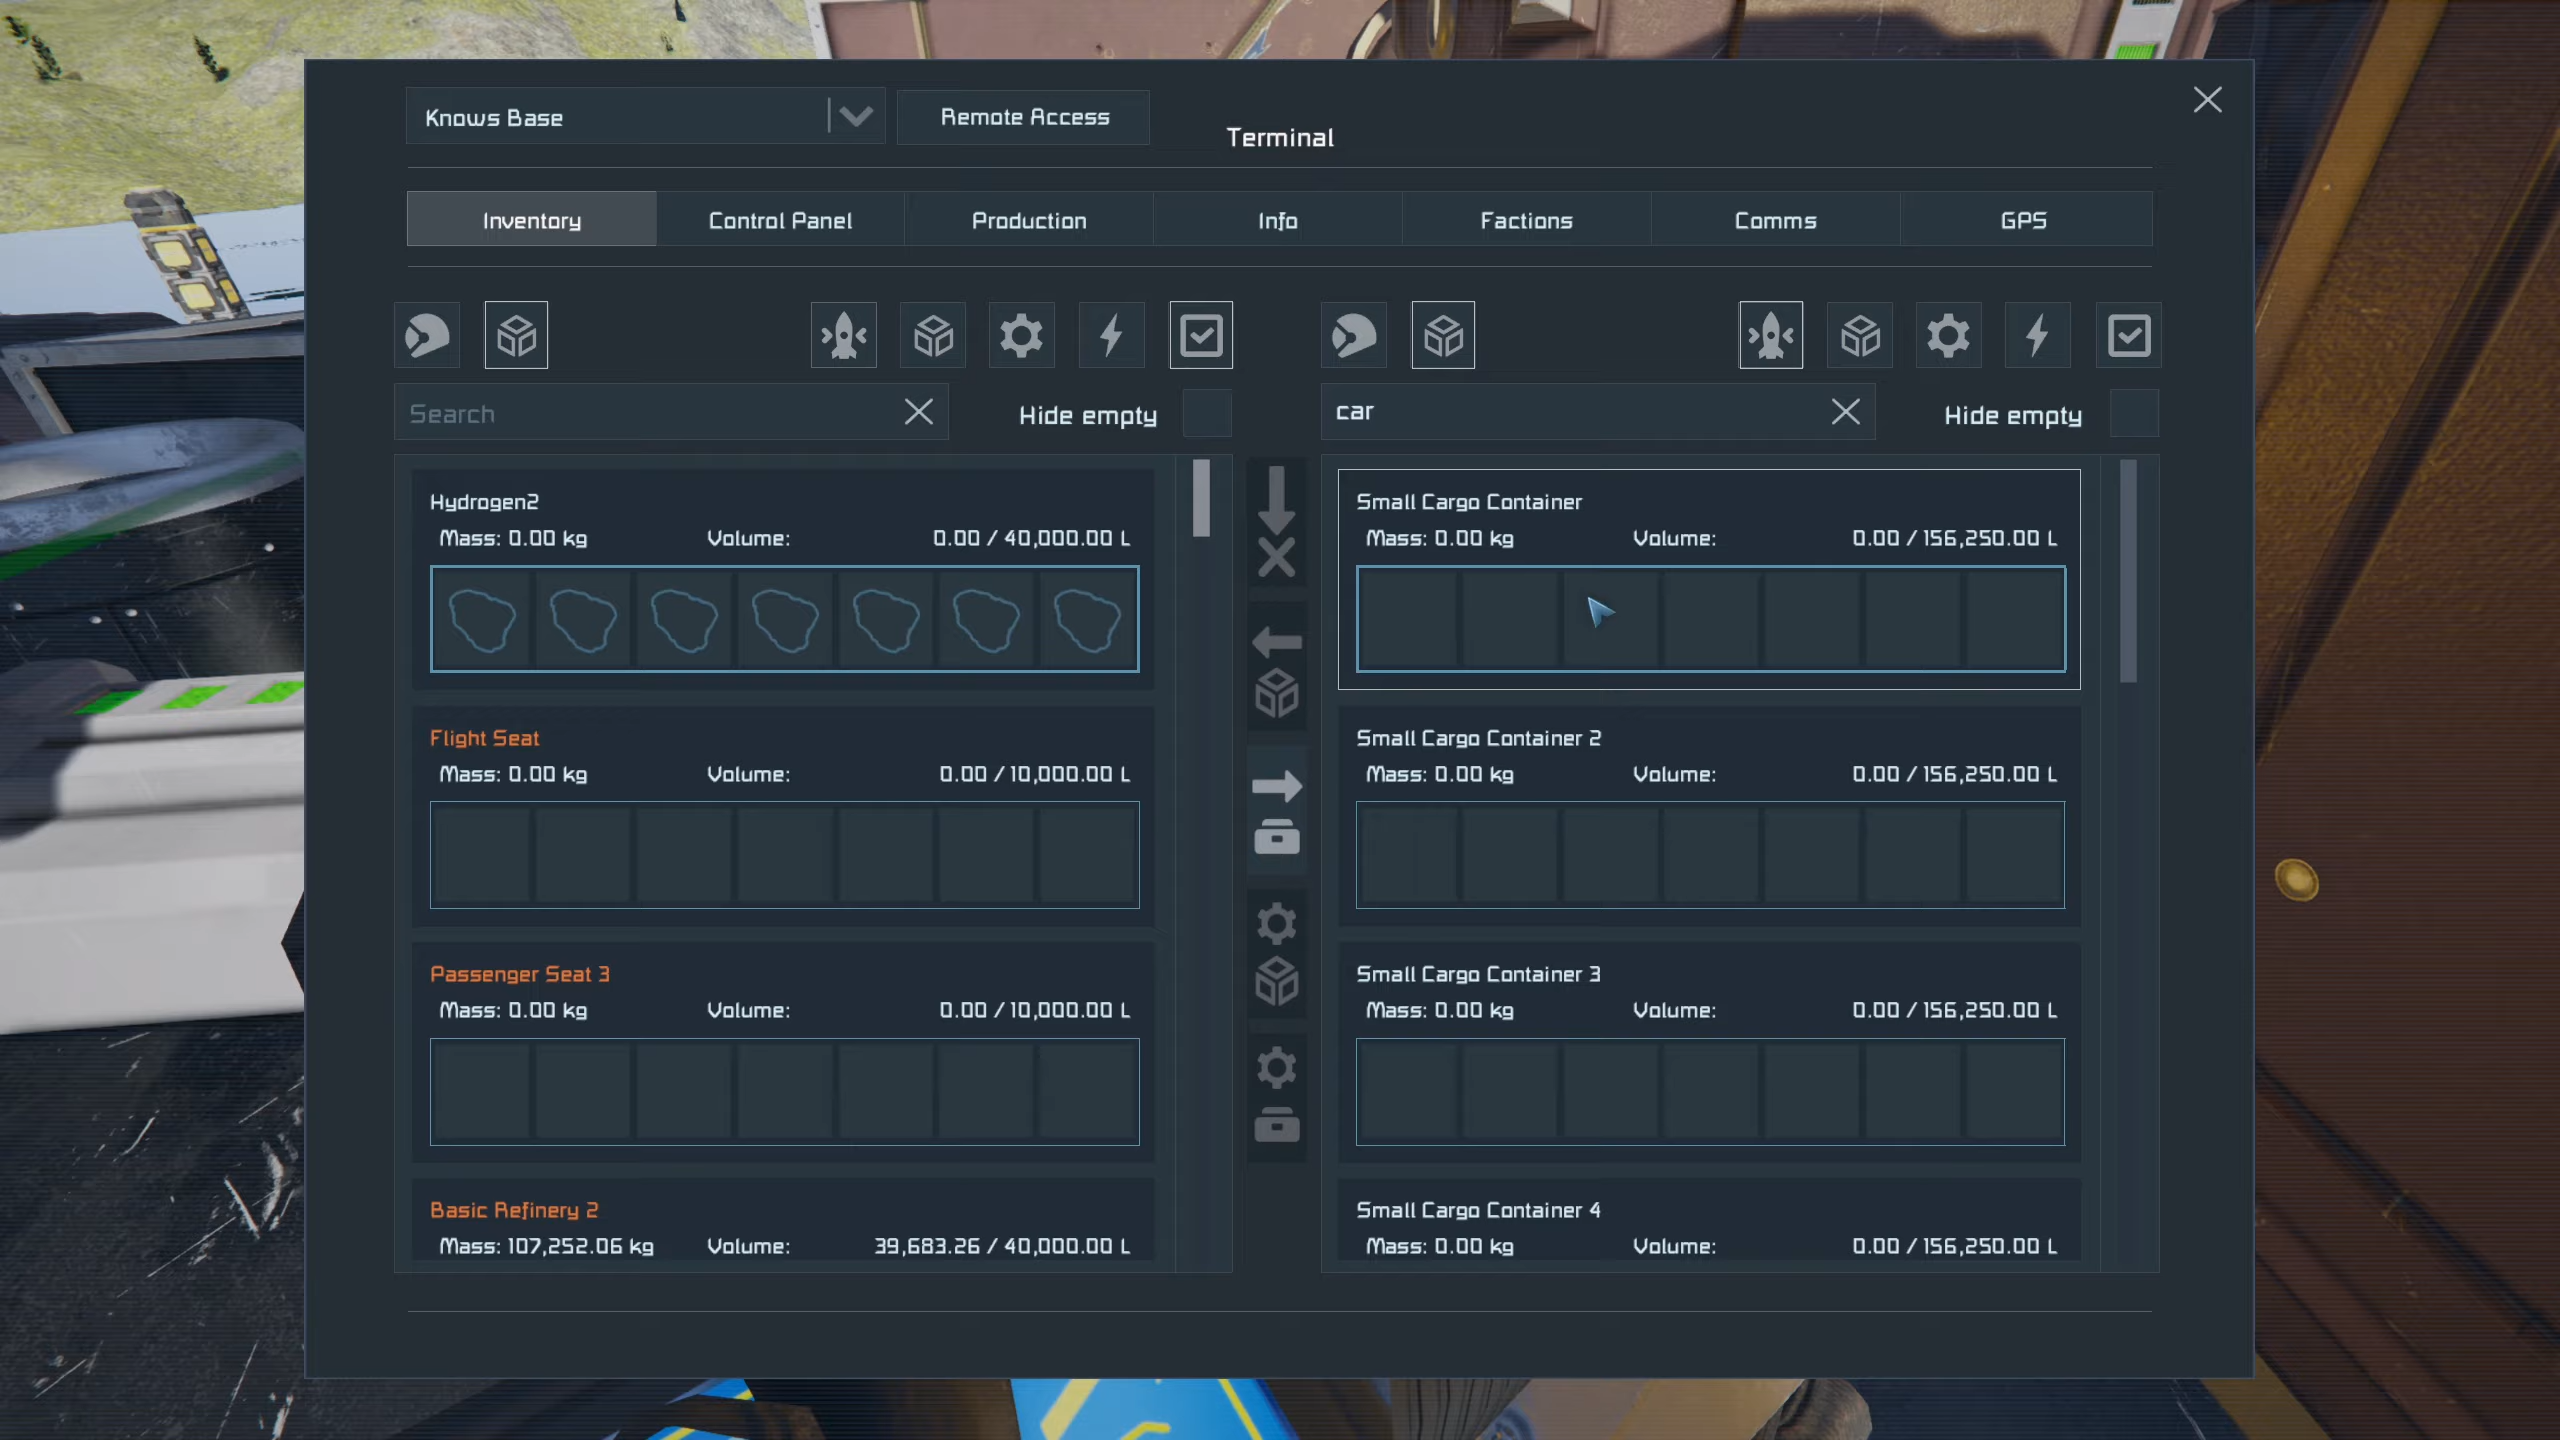 Knows Base
Remote Access
Terminal
Inventory
Control Panel
Production
Info
Factions
Comms
GPS
Search
Hide empty
car
Hide empty
Hydrogen2
Mass: 0.00 kg
Volume:
0.00 / 40,000.00 L
Flight Seat
Mass: 0.00 kg
Volume:
0.00 / 10,000.00 L
Passenger Seat 3
Mass: 0.00 kg
Volume:
0.00 / 10,000.00 L
Basic Refinery 2
Mass: 107,252.06 kg
Volume:
39,683.26 / 40,000.00 L
Small Cargo Container
Mass: 0.00 kg
Volume:
0.00 / 156,250.00 L
Small Cargo Container 2
Mass: 0.00 kg
Volume:
0.00 / 156,250.00 L
Small Cargo Container 3
Mass: 0.00 kg
Volume:
0.00 / 156,250.00 L
Small Cargo Container 4
Mass: 0.00 kg
Volume:
0.00 / 156,250.00 L